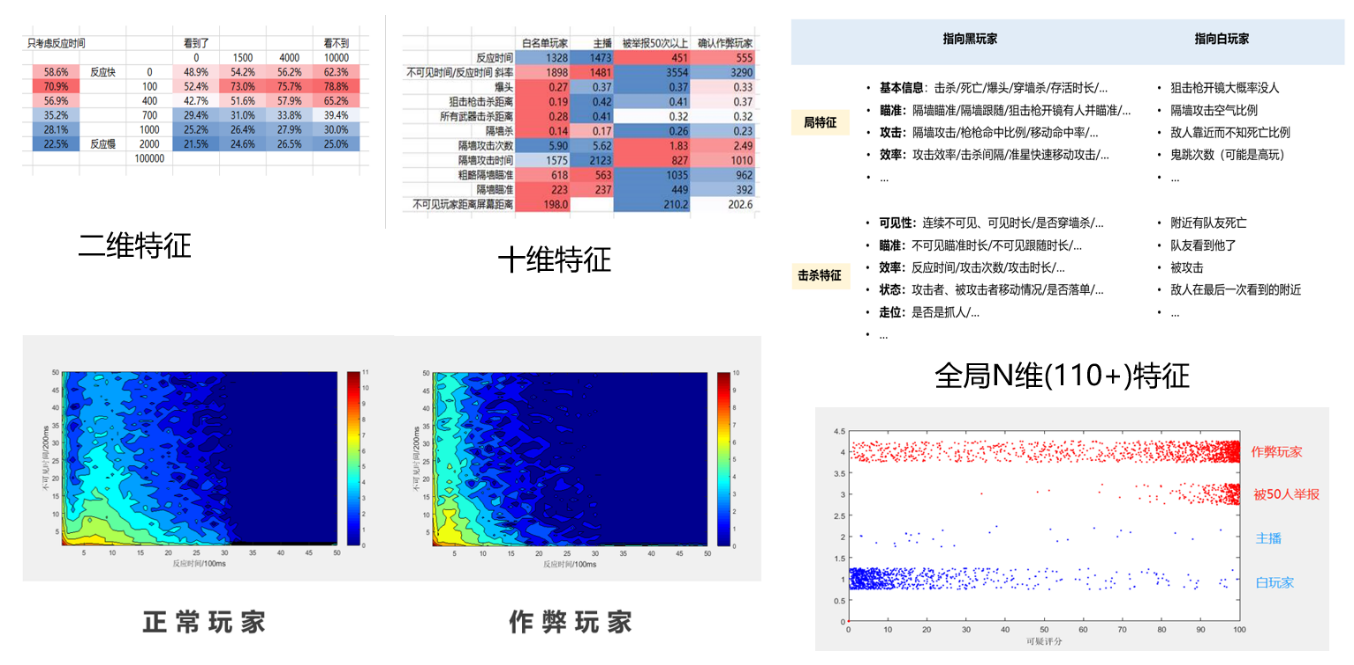 只考虑反应时间 看到了 看不到
0 1500 4000 10000
58.6% 反应快 0 48.9% 54.2% 56.2% 62.3%
70.9% 100 52.4% 73.0% 75.7% 78.8%
56.9% 400 42.7% 51.6% 57.9% 65.2%
35.2% 700 29.4% 31.0% 33.8% 39.4%
28.1% 1000 25.2% 26.4% 27.9% 30.0%
22.5% 反应慢 2000 21.5% 24.6% 26.5% 25.0%
100000
二维特征
白名单玩家 主播 被举报50次以上 确认作弊玩家
反应时间 1328 1473 451 555
不可见时间/反应时间 斜率 1898 1481 3554 3290
爆头 0.27 0.37 0.37 0.33
狙击枪击杀距离 0.19 0.42 0.41 0.37
所有武器击杀距离 0.28 0.41 0.32 0.32
隔墙杀 0.14 0.17 0.26 0.23
隔墙攻击次数 5.90 5.62 1.83 2.49
隔墙攻击时间 1575 2123 827 1010
粗略隔墙瞄准 618 563 1035 962
隔墙瞄准 223 237 449 392
不可见玩家距离屏幕距离 198.0 210.2 202.6
十维特征
指向黑玩家 指向白玩家
局特征
• 基本信息：击杀/死亡/爆头/穿墙杀/存活时长/...
• 瞄准：隔墙瞄准/隔墙跟随/狙击枪开镜有人并瞄准/...
• 攻击：隔墙攻击/枪枪命中比例/移动命中率/...
• 效率：攻击效率/击杀间隔/准星快速移动攻击/...
• ...
• 狙击枪开镜大概率没人
• 隔墙攻击空气比例
• 敌人靠近而不知死亡比例
• 鬼跳次数（可能是高玩）
• ...
击杀特征
• 可见性：连续不可见、可见时长/是否穿墙杀/...
• 瞄准：不可见瞄准时长/不可见跟随时长/...
• 效率：反应时间/攻击次数/攻击时长/...
• 状态：攻击者、被攻击者移动情况/是否落单/...
• 走位：是否是抓人/...
• ...
• 附近有队友死亡
• 队友看到他了
• 被攻击
• 敌人在最后一次看到的附近
• ...
全局N维(110+)特征
50
45
40
35
30
25
20
15
10
5
不可见时间/200ms
5 10 15 20 25 30 35 40 45 50
反应时间/100ms
11
10
9
8
7
6
5
4
3
2
1
0
正常玩家
50
45
40
35
30
25
20
15
10
5
不可见时间/200ms
5 10 15 20 25 30 35 40 45 50
反应时间/100ms
10
9
8
7
6
5
4
3
2
1
0
作弊玩家
4.5
4
3.5
3
2.5
2
1.5
1
0.5
0
0 10 20 30 40 50 60 70 80 90 100
可疑评分
作弊玩家
被50人举报
主播
白玩家